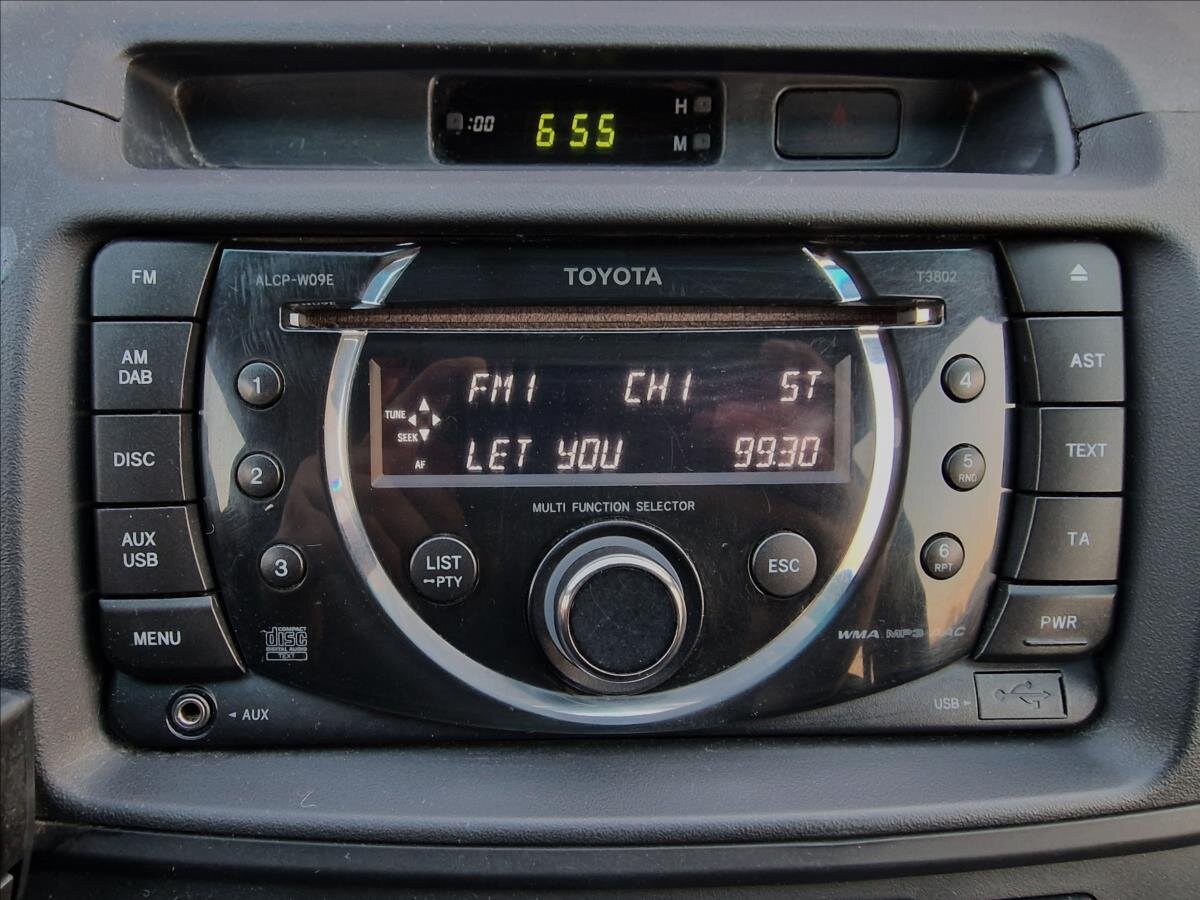 :00 655 H
M
FM
ALCP-W09E
TOYOTA
T3802
AM
DAB
AST
1
FM1 CH1 ST
4
TUNE
SEEK
AF
LET YOU 99.30
DISC
2
5
RND
TEXT
MULTI FUNCTION SELECTOR
AUX
USB
3
LIST
PTY
ESC
6
RPT
TA
MENU
COMPACT
disc
DIGITAL AUDIO
TEXT
WMA MP3 AAC
PWR
AUX
USB